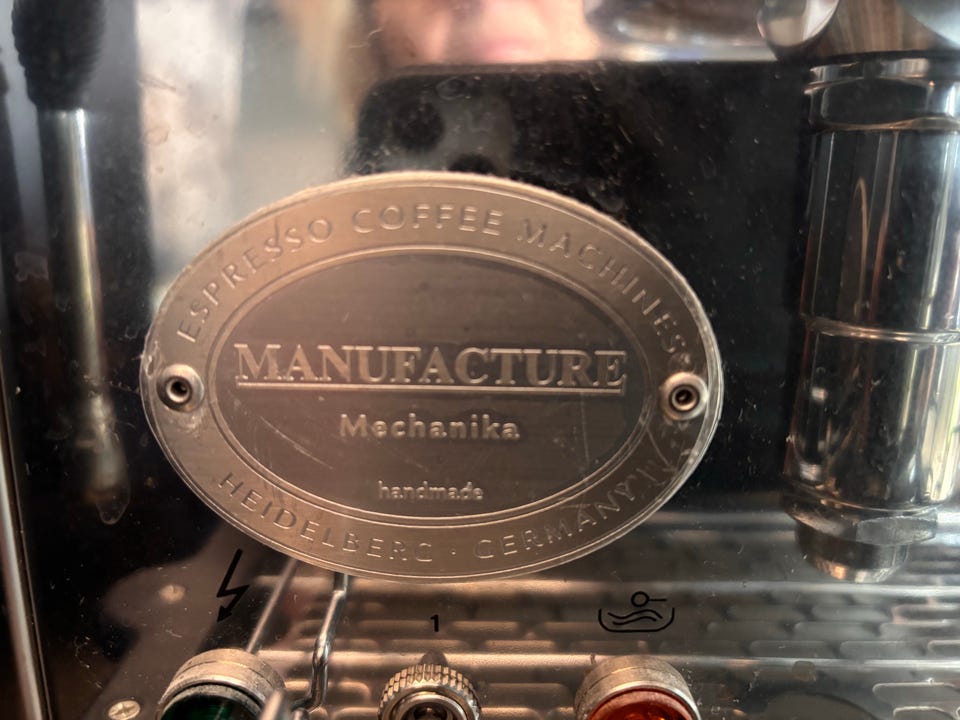 ESPRESSO COFFEE MACHINES
MANUFACTURE
Mechanika
handmade
HEIDELBERG · GERMANY
1